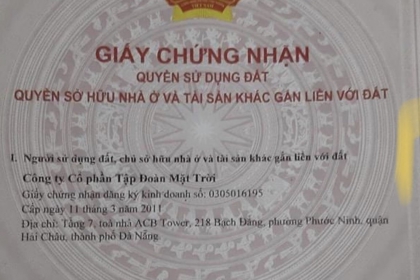 GIẤY CHỨNG NHẬN
QUYỀN SỬ DỤNG ĐẤT
QUYỀN SỞ HỮU NHÀ Ở VÀ TÀI SẢN KHÁC GẮN LIỀN VỚI ĐẤT
I. Người sử dụng đất, chủ sở hữu nhà ở và tài sản khác gắn liền với đất
Công ty Cổ phần Tập Đoàn Mặt Trời
Giấy chứng nhận đăng ký kinh doanh số: 0305016195
Cấp ngày 11 tháng 3 năm 2011
Địa chỉ: Tầng 7, toà nhà ACB Tower, 218 Bạch Đằng, phường Phước Ninh, quận
Hải Châu, thành phố Đà Nẵng